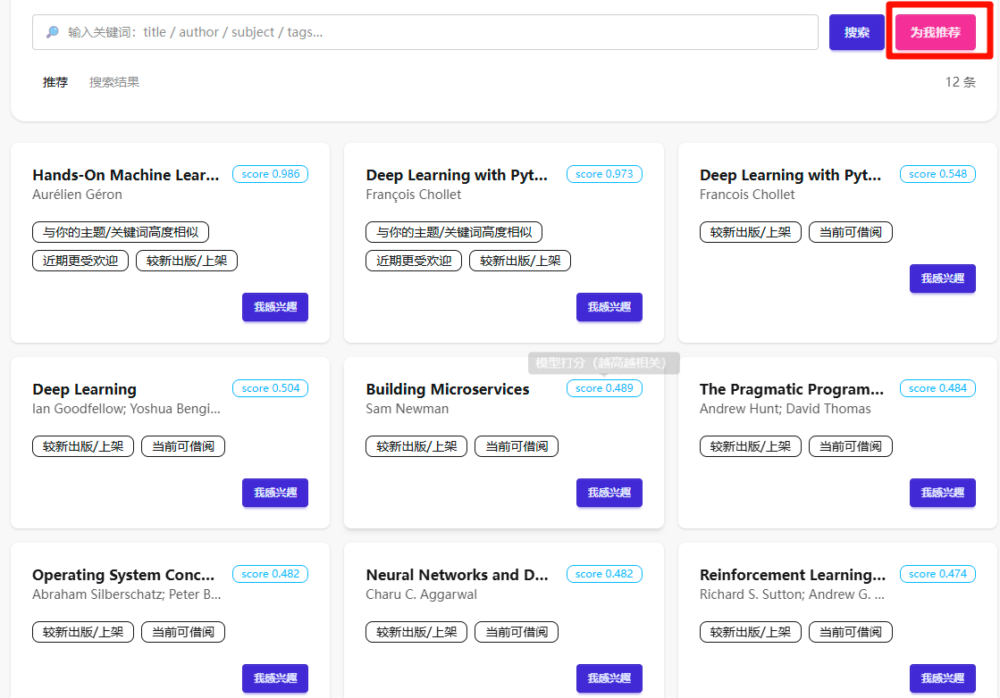 输入关键词：title / author / subject / tags...
搜索
为我推荐
推荐
搜索结果
12 条
Hands-On Machine Lear...
score 0.986
Aurélien Géron
与你的主题/关键词高度相似
近期更受欢迎
较新出版/上架
我感兴趣
Deep Learning with Pyt...
score 0.973
François Chollet
与你的主题/关键词高度相似
近期更受欢迎
较新出版/上架
我感兴趣
Deep Learning with Pyt...
score 0.548
Francois Chollet
较新出版/上架
当前可借阅
我感兴趣
Deep Learning
score 0.504
Ian Goodfellow; Yoshua Bengi...
较新出版/上架
当前可借阅
我感兴趣
模型打分（越高越相关）
Building Microservices
score 0.489
Sam Newman
较新出版/上架
当前可借阅
我感兴趣
The Pragmatic Program...
score 0.484
Andrew Hunt; David Thomas
较新出版/上架
当前可借阅
我感兴趣
Operating System Conc...
score 0.482
Abraham Silberschatz; Peter B...
较新出版/上架
当前可借阅
我感兴趣
Neural Networks and D...
score 0.482
Charu C. Aggarwal
较新出版/上架
当前可借阅
我感兴趣
Reinforcement Learning...
score 0.474
Richard S. Sutton; Andrew G. ...
较新出版/上架
当前可借阅
我感兴趣